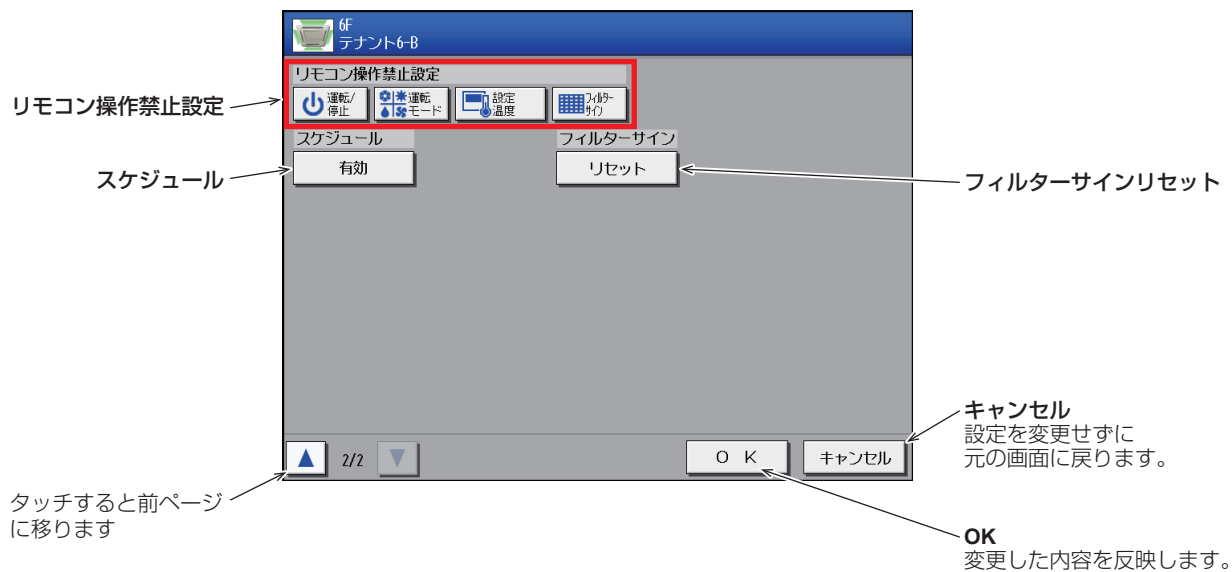 6F
テナント6-B
リモコン操作禁止設定
リモコン操作禁止設定
運転/
停止
運転
モード
設定
温度
フィルター
サイン
スケジュール
フィルターサイン
スケジュール
有効
リセット
フィルターサインリセット
キャンセル
設定を変更せずに
元の画面に戻ります。
2/2
O K
キャンセル
タッチすると前ページ
に移ります
OK
変更した内容を反映します。